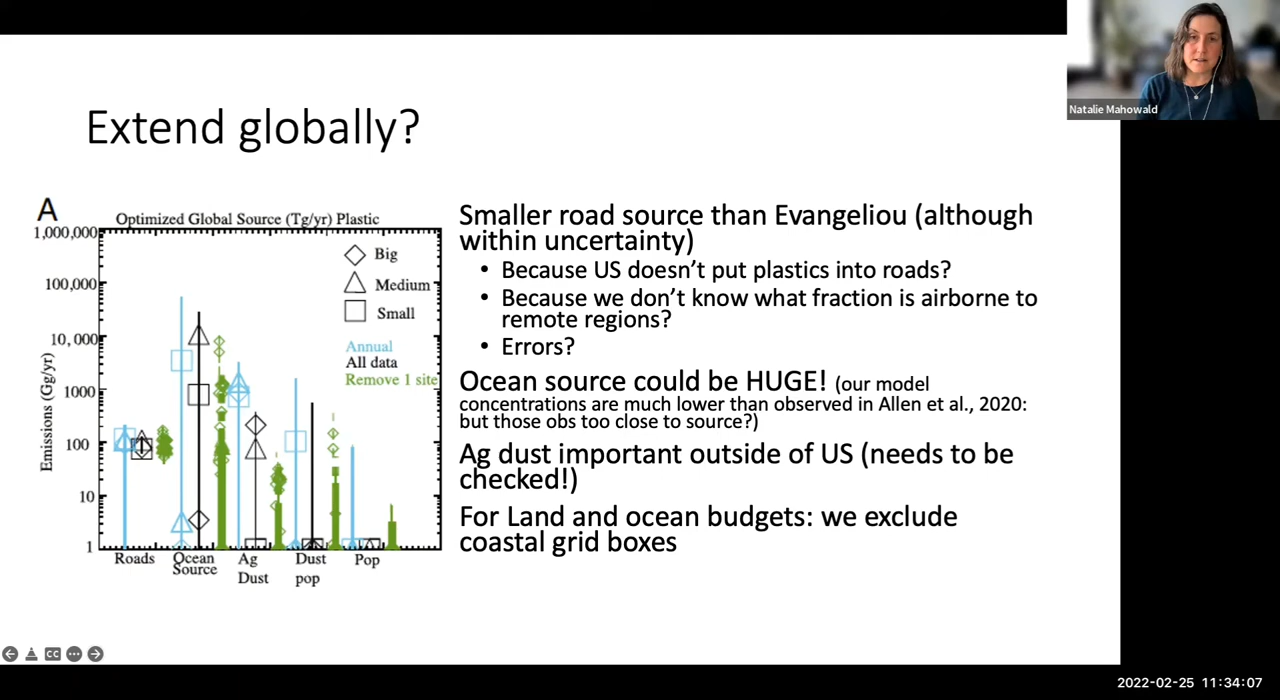 Natalie Mahowald
Extend globally?
A
Optimized Global Source (Tg/yr) Plastic
1,000,000
100,000
10,000
1000
100
10
1
Emissions (Gg/yr)
Big
Medium
Small
Annual
All data
Remove 1 site
Roads
Ocean
Source
Ag
Dust
Dust
pop
Pop
Smaller road source than Evangeliou (although
within uncertainty)
• Because US doesn’t put plastics into roads?
• Because we don’t know what fraction is airborne to
remote regions?
• Errors?
Ocean source could be HUGE! (our model
concentrations are much lower than observed in Allen et al., 2020:
but those obs too close to source?)
Ag dust important outside of US (needs to be
checked!)
For Land and ocean budgets: we exclude
coastal grid boxes
CC
2022-02-25 11:34:07